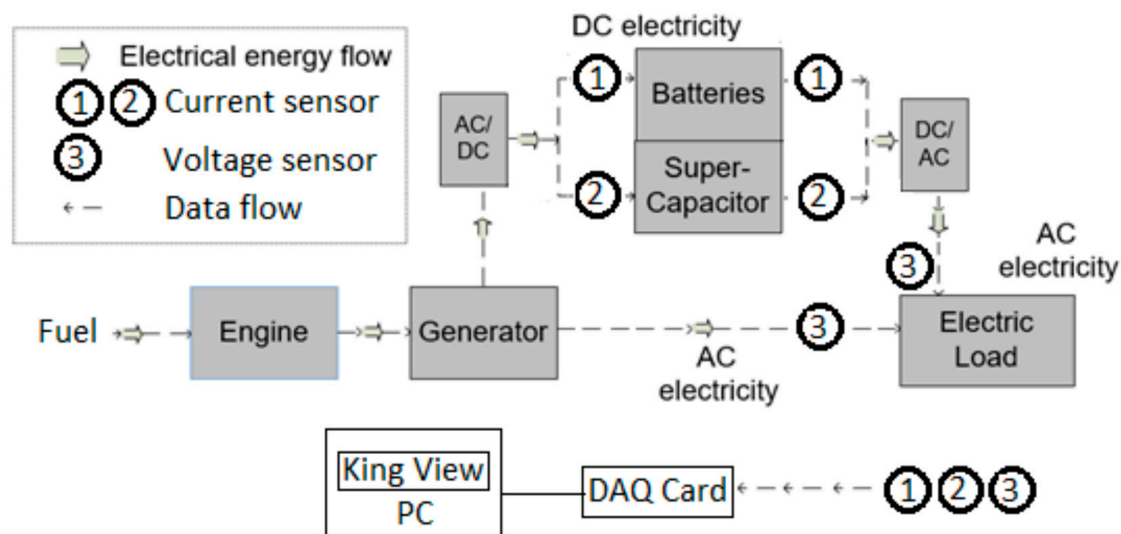 Electrical energy flow
1 2 Current sensor
3 Voltage sensor
Data flow
DC electricity
AC/
DC
1
Batteries
1
2
Super-
Capacitor
2
DC/
AC
3
AC
electricity
Fuel
Engine
Generator
AC
electricity
3
Electric
Load
King View
PC
DAQ Card
1 2 3